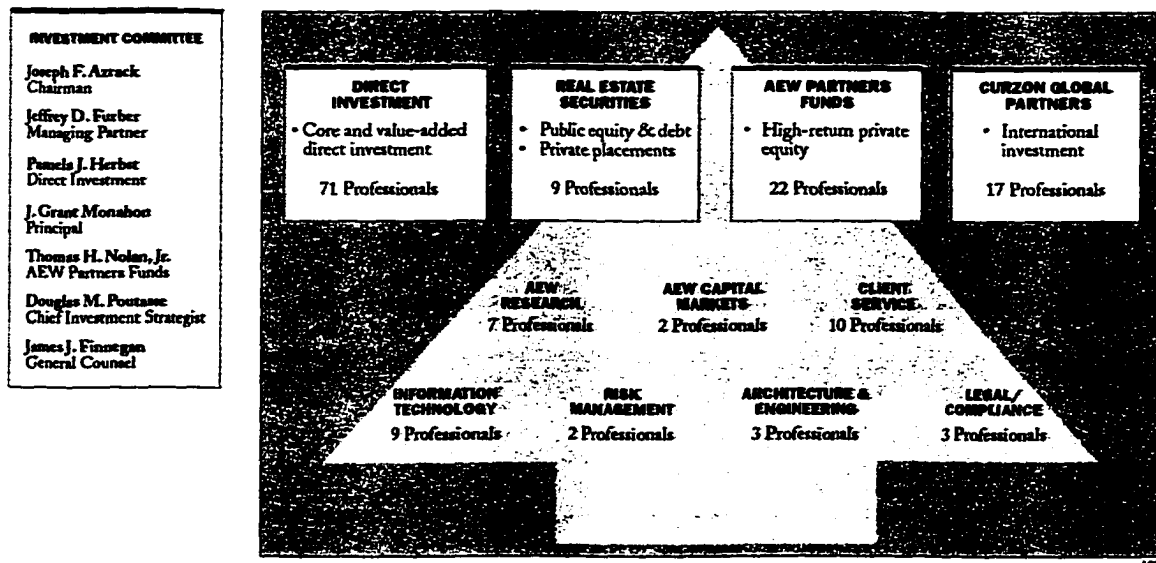 INVESTMENT COMMITTEE
Joseph F. Azrack
Chairman
Jeffrey D. Furber
Managing Partner
Pamela J. Herbst
Direct Investment
J. Grant Monahon
Principal
Thomas H. Nolan, Jr.
AEW Partners Funds
Douglas M. Poutasse
Chief Investment Strategist
James J. Finnegan
General Counsel
DIRECT
INVESTMENT
• Core and value-added
direct investment
71 Professionals
REAL ESTATE
SECURITIES
• Public equity & debt
• Private placements
9 Professionals
AEW PARTNERS
FUNDS
• High-return private
equity
22 Professionals
CURZON GLOBAL
PARTNERS
• International
investment
17 Professionals
AEW
RESEARCH
7 Professionals
AEW CAPITAL
MARKETS
2 Professionals
CLIENT
SERVICE
10 Professionals
INFORMATION
TECHNOLOGY
9 Professionals
RISK
MANAGEMENT
2 Professionals
ARCHITECTURE &
ENGINEERING
3 Professionals
LEGAL/
COMPLIANCE
3 Professionals